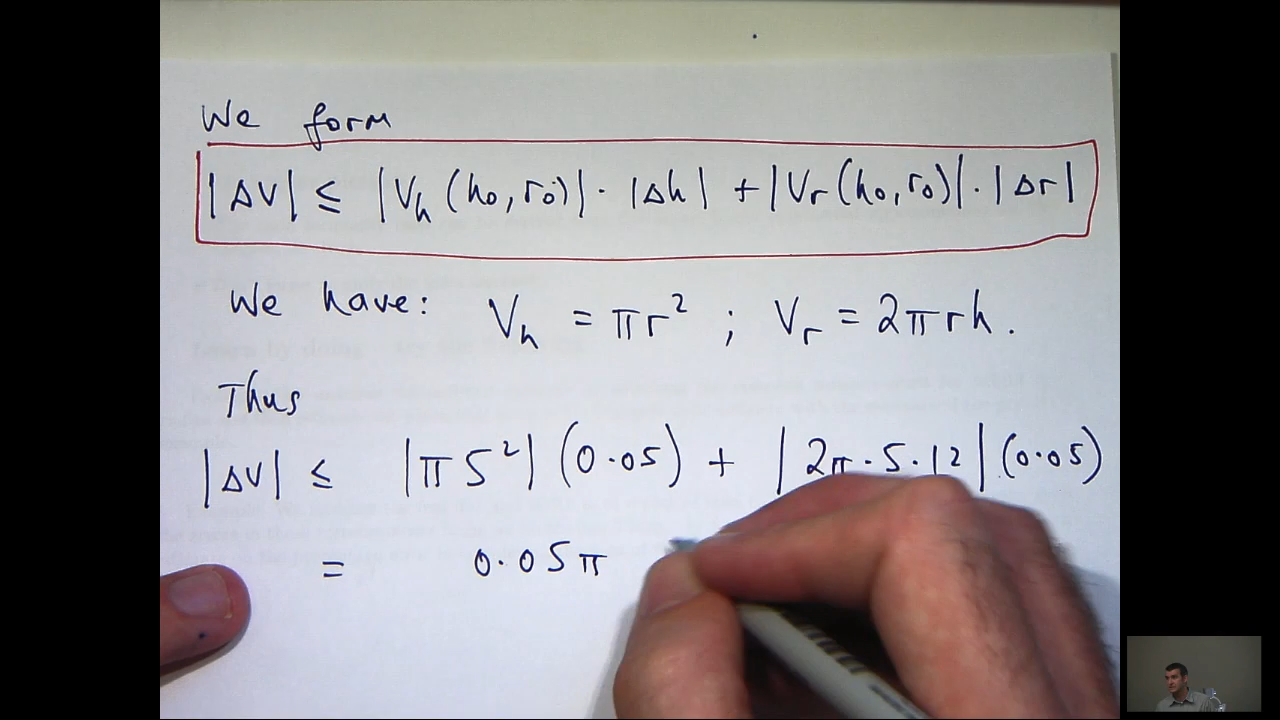 We form
|ΔV| ≤ |V_h (h₀, r₀)| · |Δh| + |V_r (h₀, r₀)| · |Δr|
We have: V_h = πr² ; V_r = 2πrh.
Thus
|ΔV| ≤ |π5²| (0.05) + |2π·5·12| (0.05)
= 0.05π